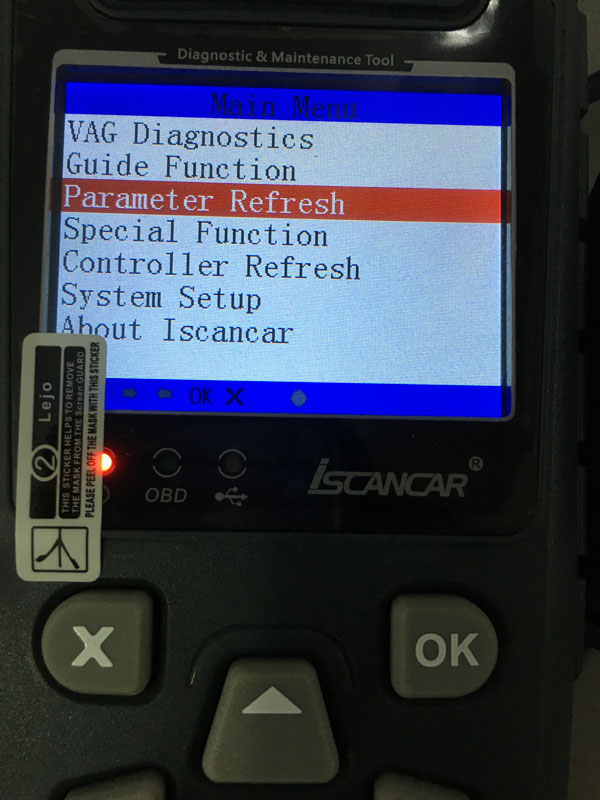 Diagnostic & Maintenance Tool
Main Menu
VAG Diagnostics
Guide Function
Parameter Refresh
Special Function
Controller Refresh
System Setup
About Iscancar
OK X
2 Lejo
THIS STICKER HELPS TO REMOVE
THE MASK FROM THE Screen GUARD
PLEASE PEEL OFF THE MASK WITH THIS STICKER
OBD
iSCANCAR®
X
OK